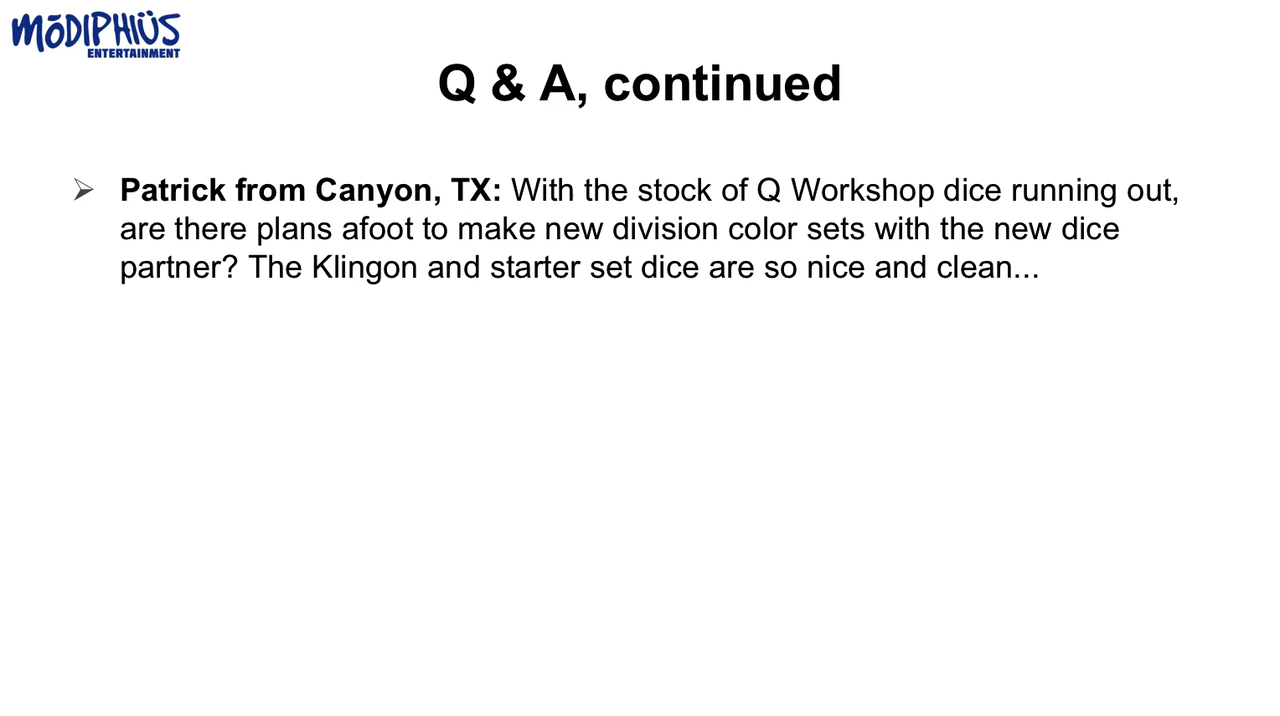 MōDIPHIÜS
ENTERTAINMENT
Q & A, continued
➢ Patrick from Canyon, TX: With the stock of Q Workshop dice running out,
are there plans afoot to make new division color sets with the new dice
partner? The Klingon and starter set dice are so nice and clean...